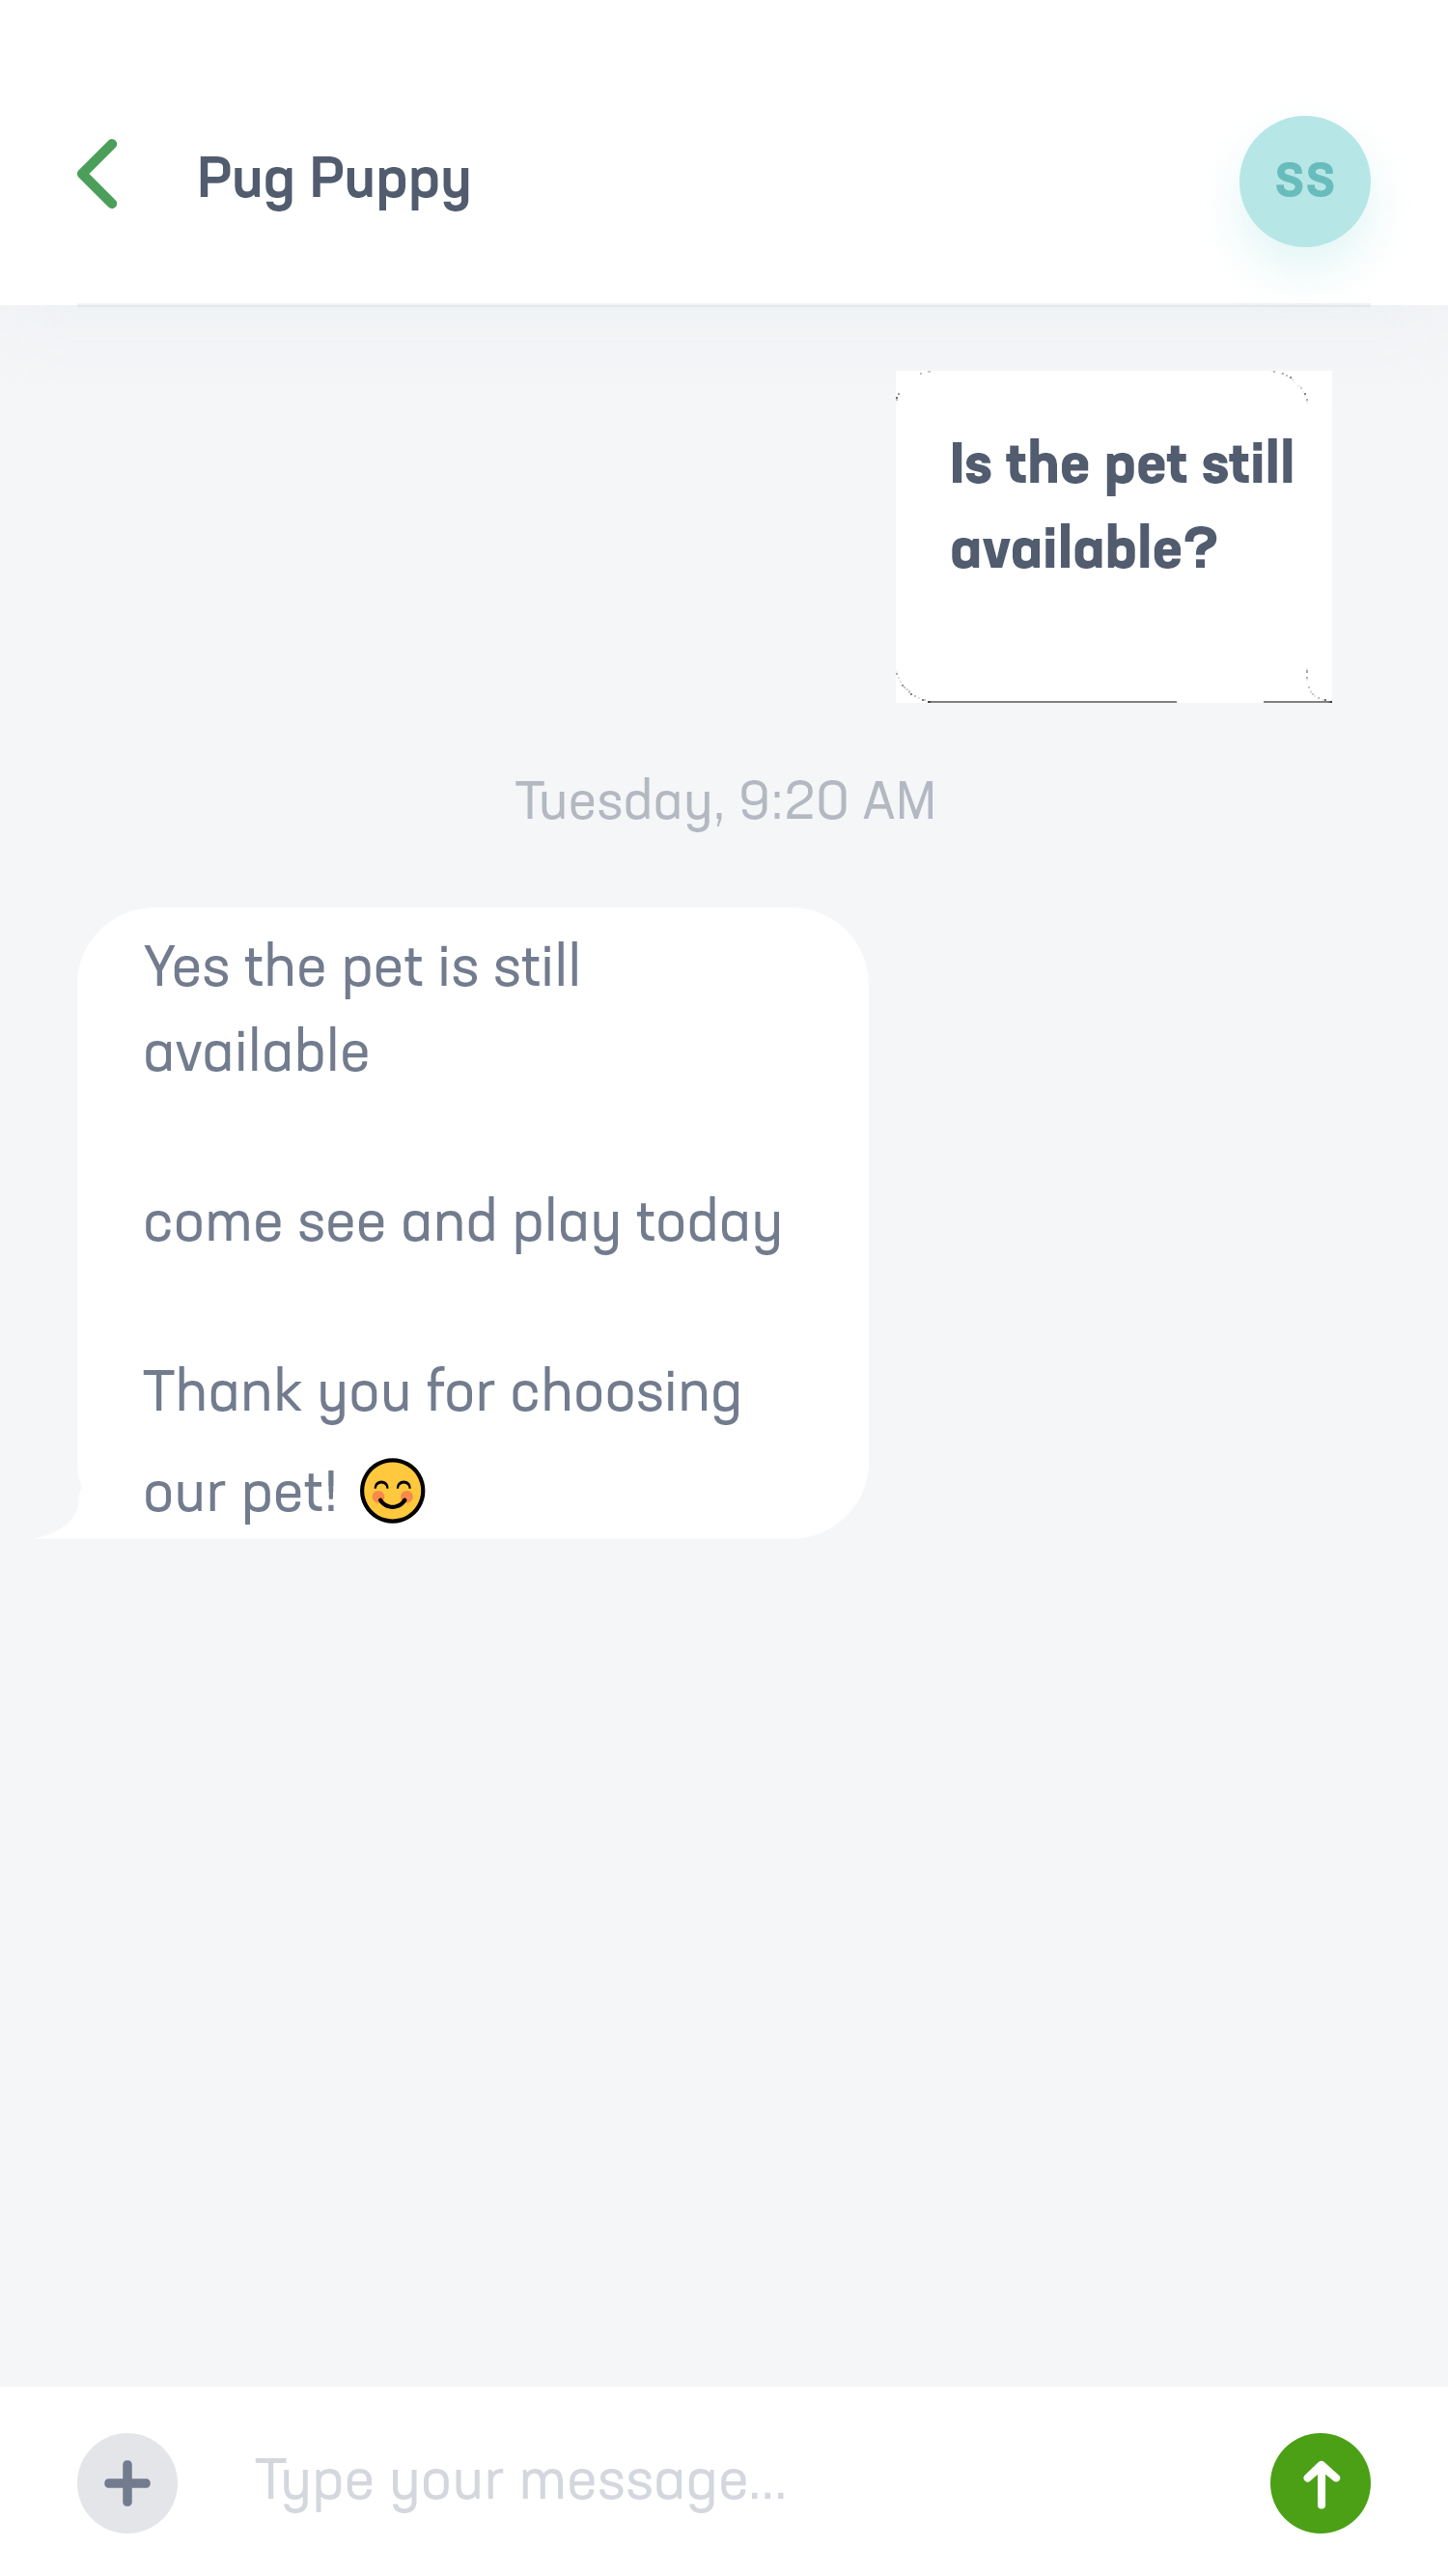 Pug Puppy
SS
Is the pet still
available?
Tuesday, 9:20 AM
Yes the pet is still
available
come see and play today
Thank you for choosing
our pet! 😊
Type your message...